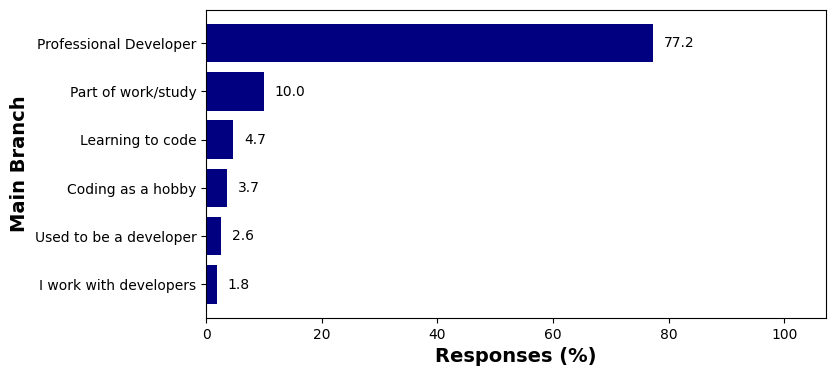 Main Branch
Professional Developer 77.2
Part of work/study 10.0
Learning to code 4.7
Coding as a hobby 3.7
Used to be a developer 2.6
I work with developers 1.8
0 20 40 60 80 100
Responses (%)